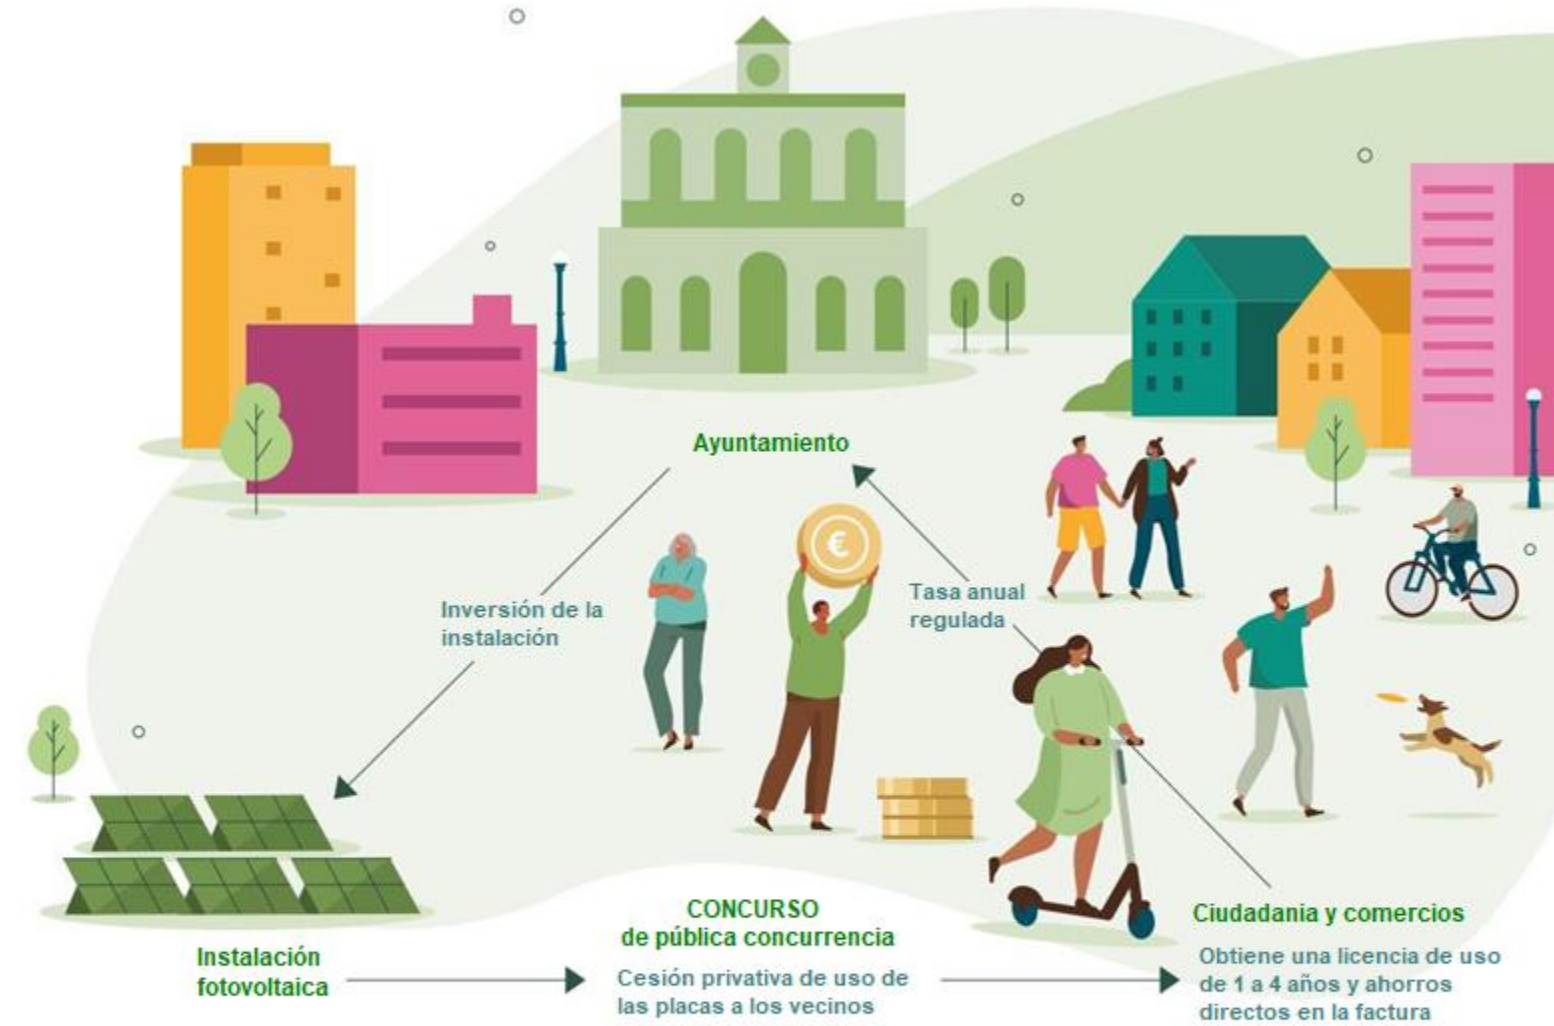 Ayuntamiento
€
Inversión de la
instalación
Tasa anual
regulada
Instalación
fotovoltaica
CONCURSO
de pública concurrencia
Cesión privativa de uso de
las placas a los vecinos
Ciudadania y comercios
Obtiene una licencia de uso
de 1 a 4 años y ahorros
directos en la factura